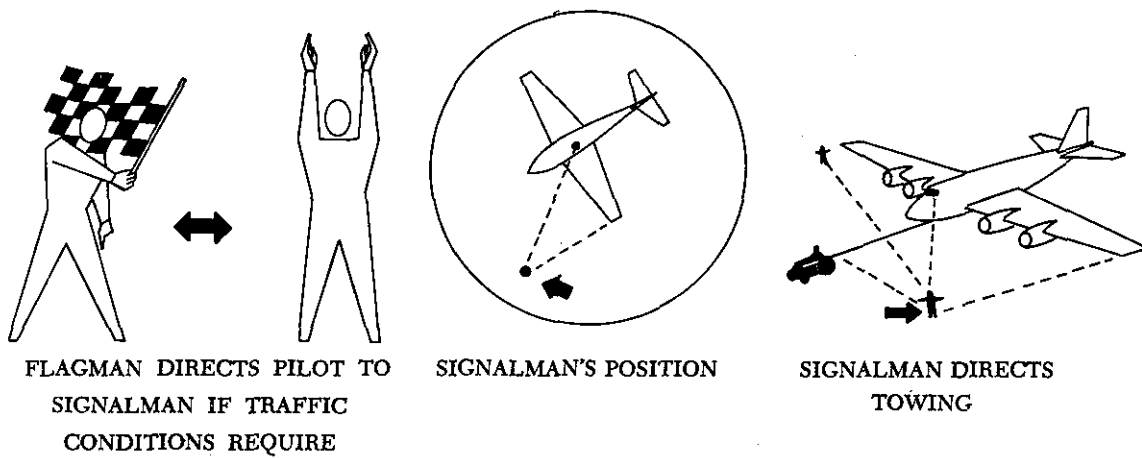 FLAGMAN DIRECTS PILOT TO
SIGNALMAN IF TRAFFIC
CONDITIONS REQUIRE
SIGNALMAN'S POSITION
SIGNALMAN DIRECTS
TOWING